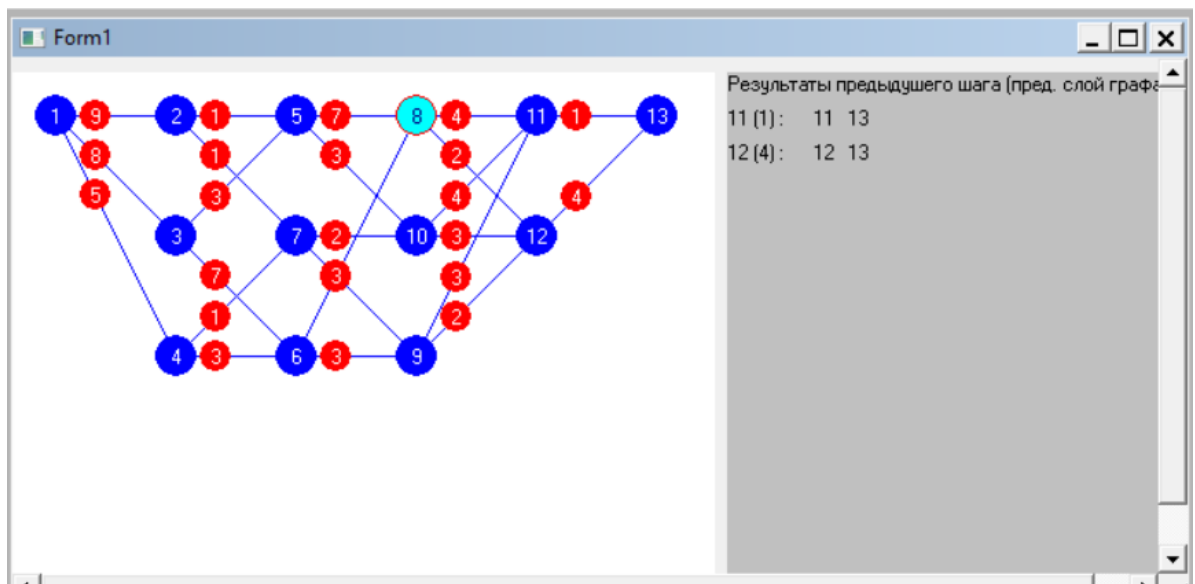 Form1
Результаты предыдущего шага (пред. слой графа
11 (1) : 11 13
12 (4) : 12 13
1 9 2 1 5 7 8 4 11 1 13
8 1 3 2
5 3 4 4
3 7 2 10 3 12
7 3 3
1 2
4 3 6 3 9